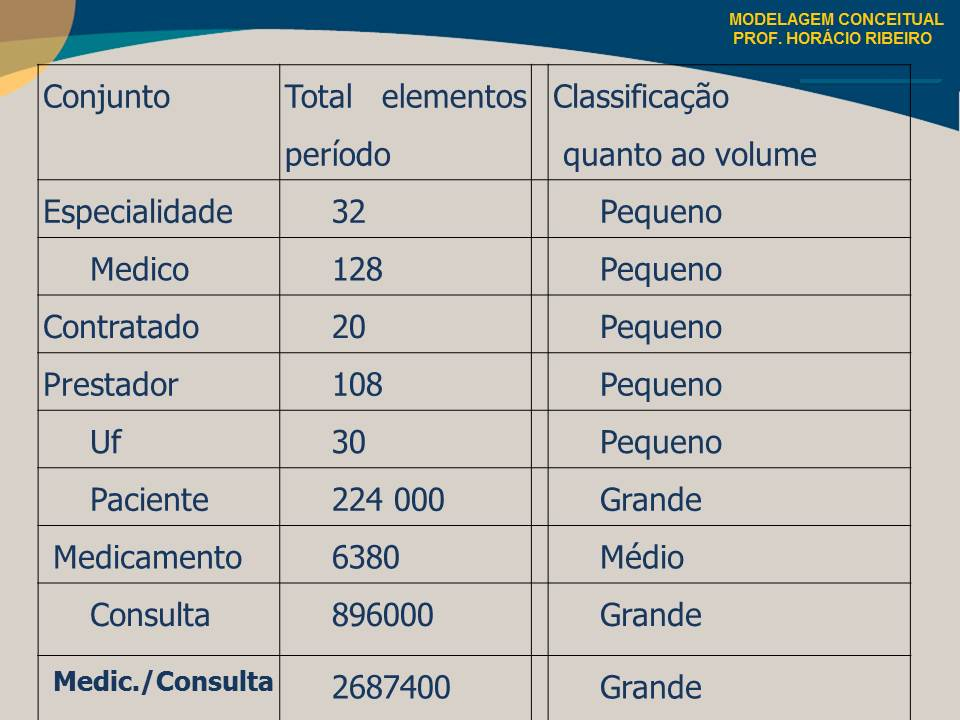 MODELAGEM CONCEITUAL
PROF. HORÁCIO RIBEIRO
Conjunto Total elementos Classificação
período quanto ao volume
Especialidade 32 Pequeno
Medico 128 Pequeno
Contratado 20 Pequeno
Prestador 108 Pequeno
Uf 30 Pequeno
Paciente 224 000 Grande
Medicamento 6380 Médio
Consulta 896000 Grande
Medic./Consulta 2687400 Grande